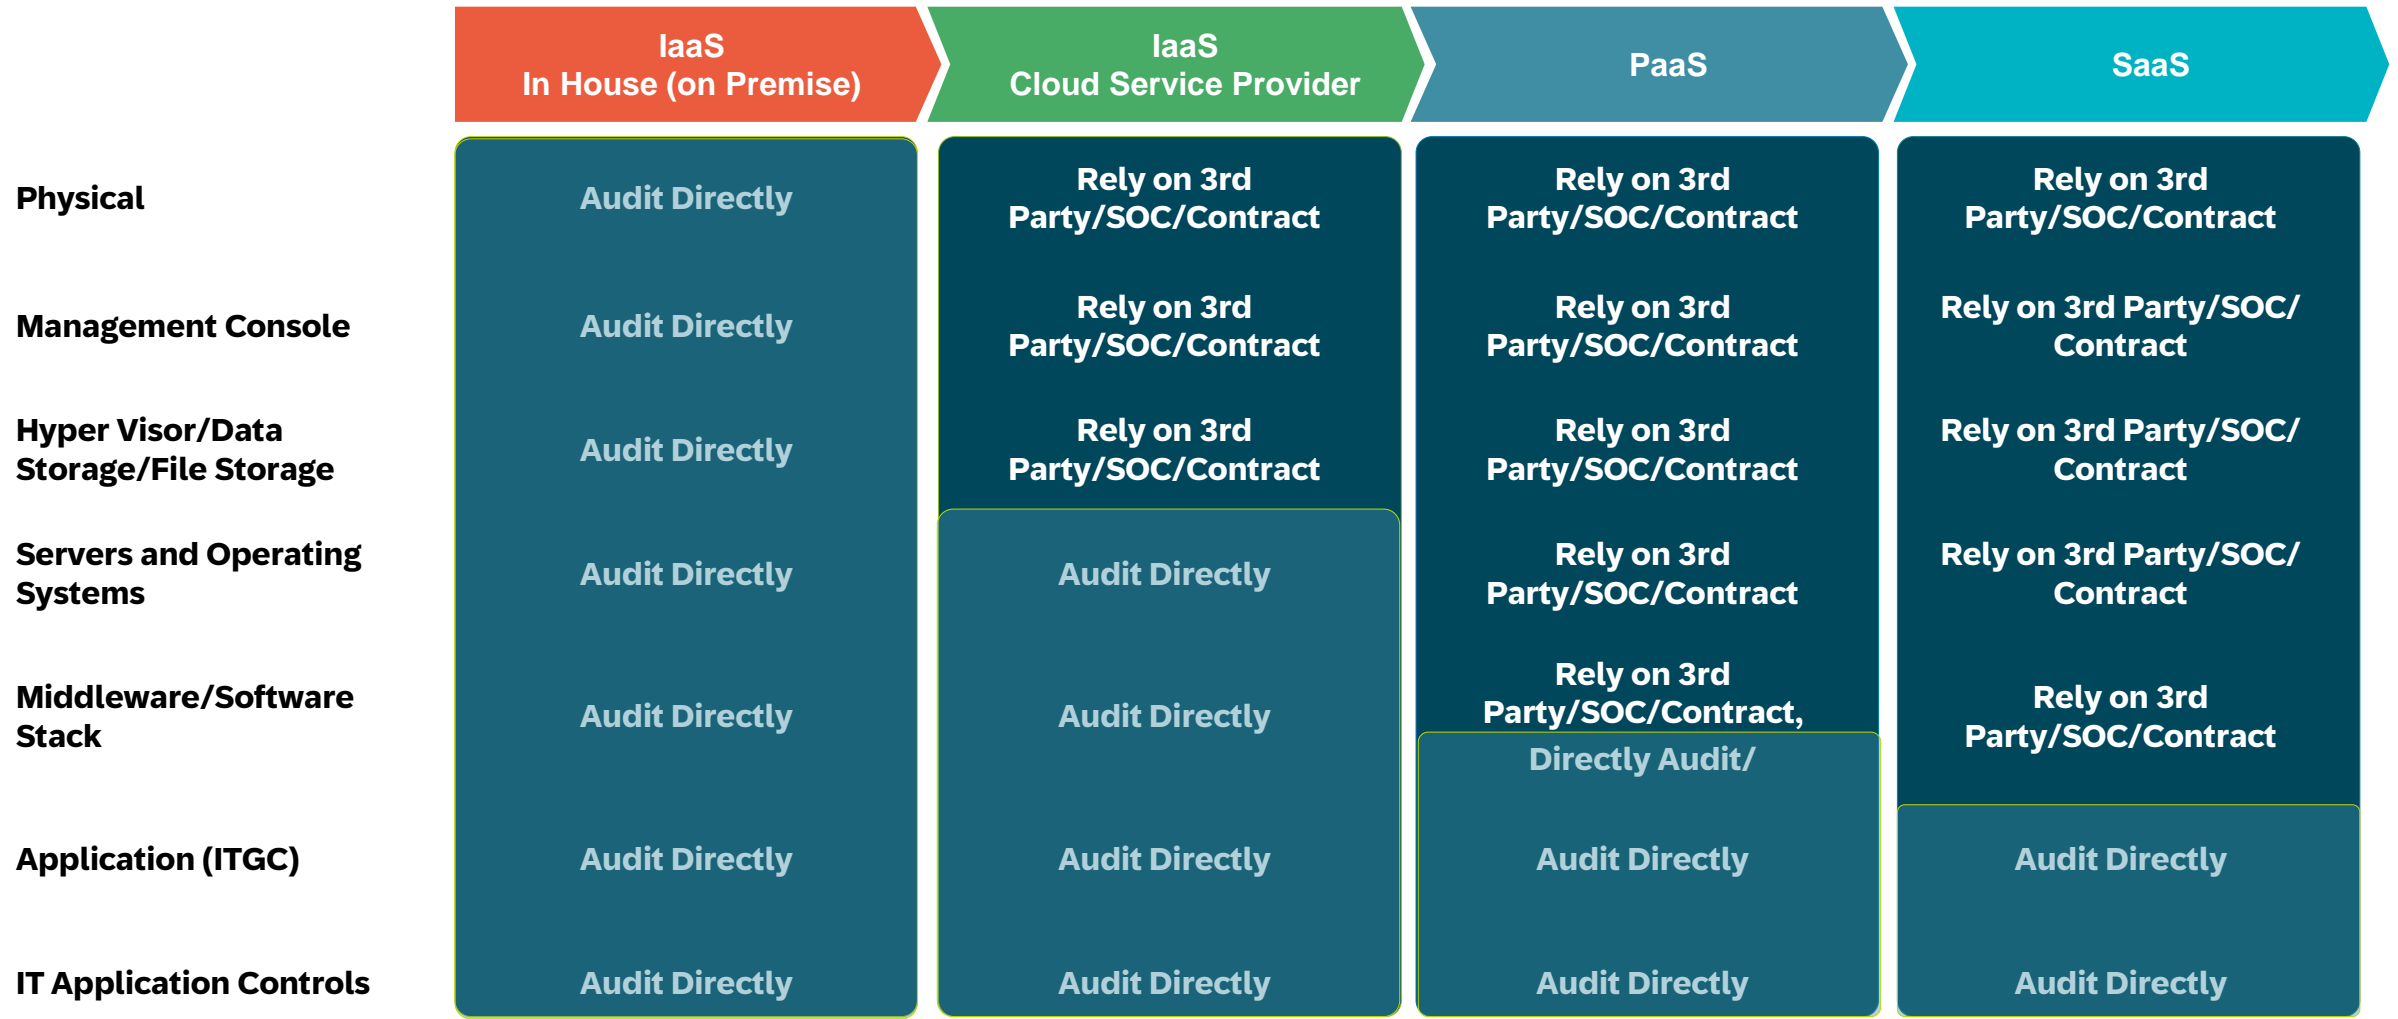 IaaS
In House (on Premise)
IaaS
Cloud Service Provider
PaaS
SaaS
Physical
Audit Directly
Rely on 3rd
Party/SOC/Contract
Rely on 3rd
Party/SOC/Contract
Rely on 3rd
Party/SOC/Contract
Management Console
Audit Directly
Rely on 3rd
Party/SOC/Contract
Rely on 3rd
Party/SOC/Contract
Rely on 3rd Party/SOC/
Contract
Hyper Visor/Data
Storage/File Storage
Audit Directly
Rely on 3rd
Party/SOC/Contract
Rely on 3rd
Party/SOC/Contract
Rely on 3rd Party/SOC/
Contract
Servers and Operating
Systems
Audit Directly
Audit Directly
Rely on 3rd
Party/SOC/Contract
Rely on 3rd Party/SOC/
Contract
Middleware/Software
Stack
Audit Directly
Audit Directly
Rely on 3rd
Party/SOC/Contract,
Directly Audit/
Rely on 3rd
Party/SOC/Contract
Application (ITGC)
Audit Directly
Audit Directly
Audit Directly
Audit Directly
IT Application Controls
Audit Directly
Audit Directly
Audit Directly
Audit Directly